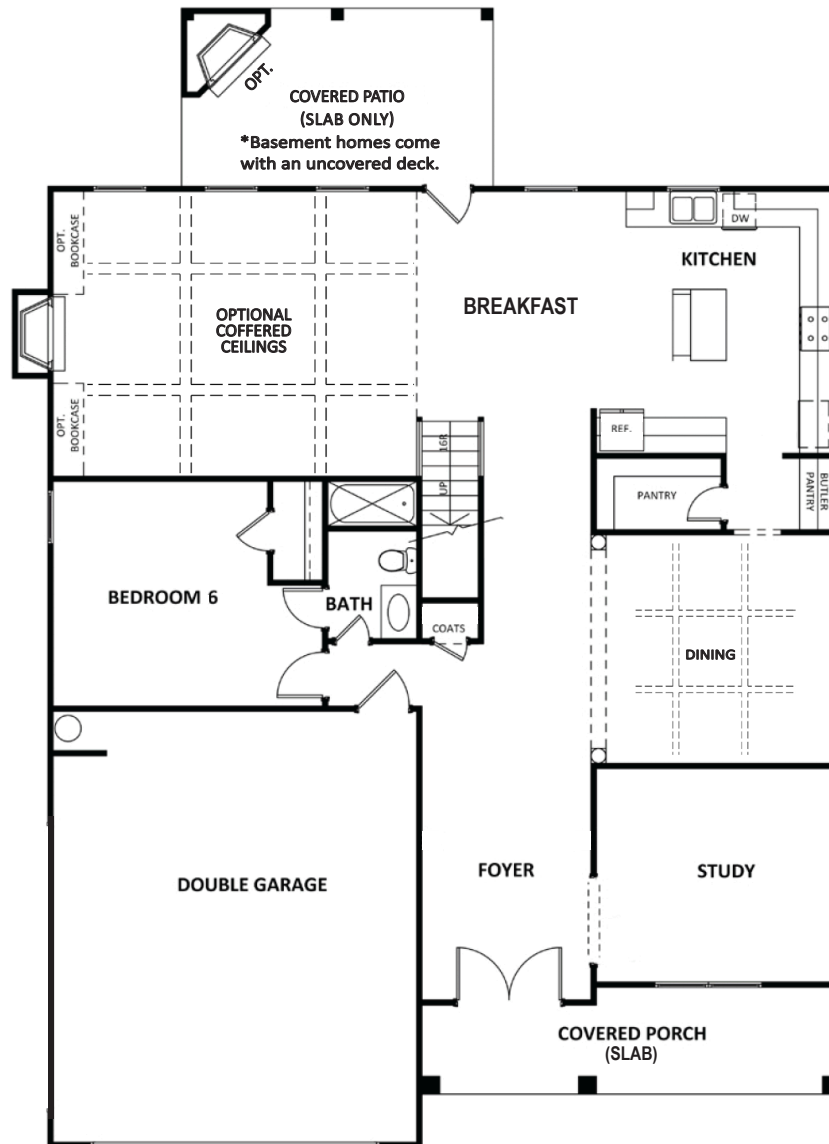 OPT.
COVERED PATIO
(SLAB ONLY)
*Basement homes come
with an uncovered deck.
OPT.
BOOKCASE
DW
KITCHEN
OPTIONAL
COFFERED
CEILINGS
BREAKFAST
OPT.
BOOKCASE
16R
UP
REF.
PANTRY
BUTLER
PANTRY
BEDROOM 6
BATH
COATS
DINING
DOUBLE GARAGE
FOYER
STUDY
COVERED PORCH
(SLAB)